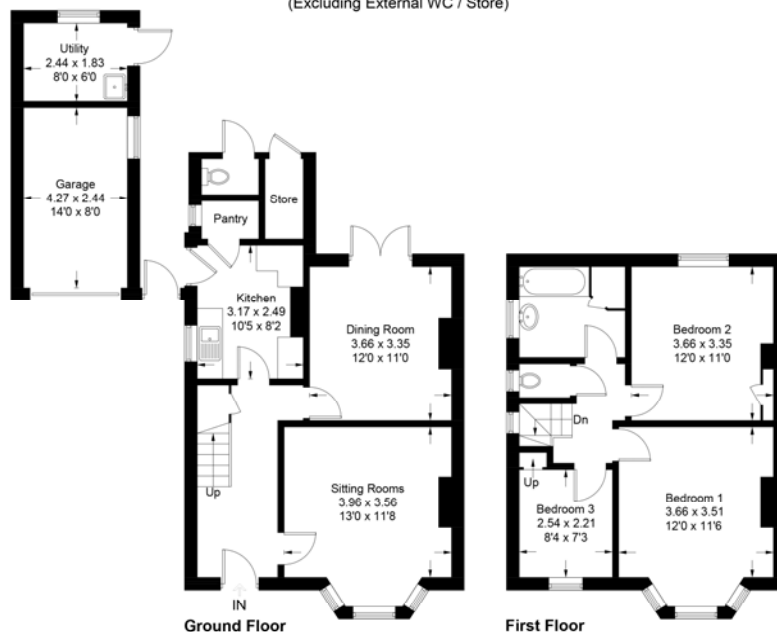 (Excluding External WC / Store)
Utility
2.44 x 1.83
8'0 x 6'0
Garage
4.27 x 2.44
14'0 x 8'0
Store
Pantry
Kitchen
3.17 x 2.49
10'5 x 8'2
Dining Room
3.66 x 3.35
12'0 x 11'0
Up
Sitting Rooms
3.96 x 3.56
13'0 x 11'8
IN
Ground Floor
Bedroom 2
3.66 x 3.35
12'0 x 11'0
Dn
Up
Bedroom 3
2.54 x 2.21
8'4 x 7'3
Bedroom 1
3.66 x 3.51
12'0 x 11'6
First Floor